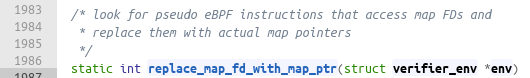 1983 /* look for pseudo eBPF instructions that access map FDs and
1984 * replace them with actual map pointers
1985 */
1986 static int replace_map_fd_with_map_ptr(struct verifier_env *env)
1987